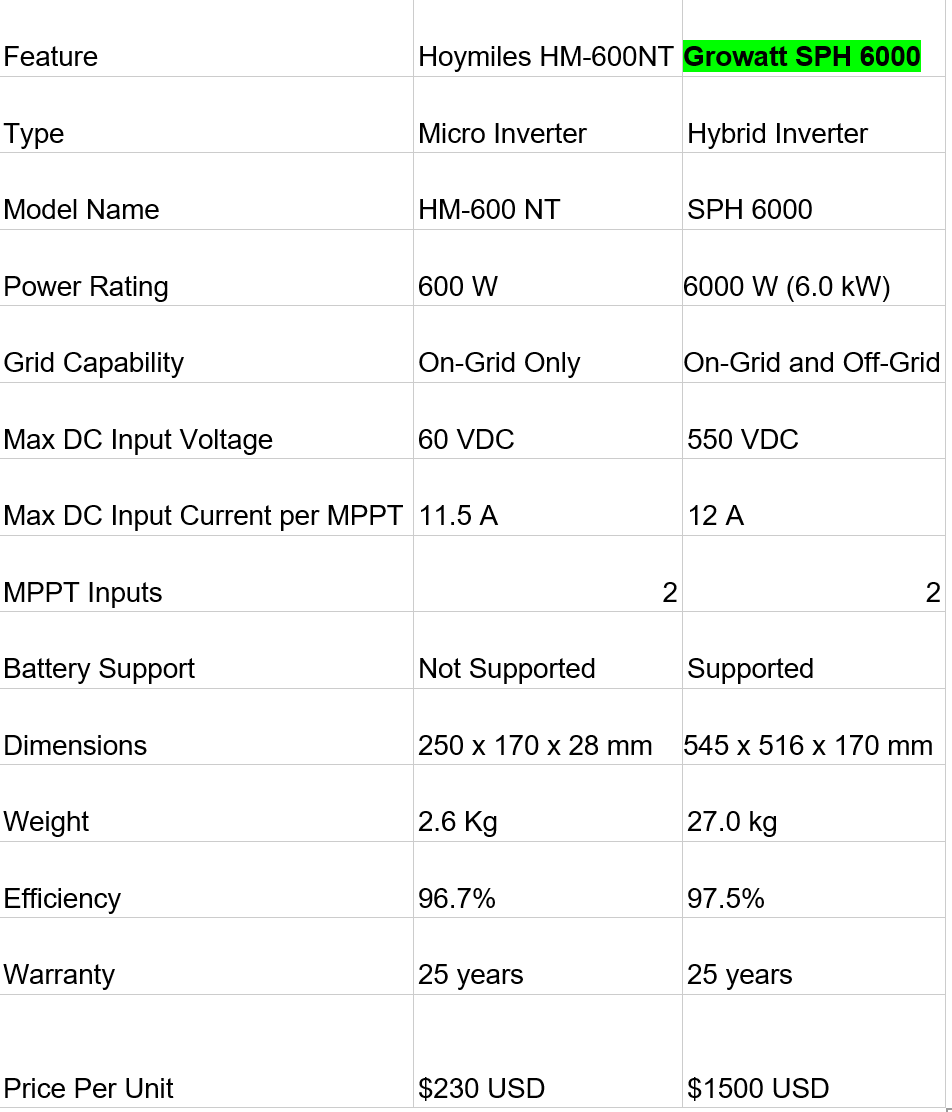 Feature Hoymiles HM-600NT Growatt SPH 6000
Type Micro Inverter Hybrid Inverter
Model Name HM-600 NT SPH 6000
Power Rating 600 W 6000 W (6.0 kW)
Grid Capability On-Grid Only On-Grid and Off-Grid
Max DC Input Voltage 60 VDC 550 VDC
Max DC Input Current per MPPT 11.5 A 12 A
MPPT Inputs 2 2
Battery Support Not Supported Supported
Dimensions 250 x 170 x 28 mm 545 x 516 x 170 mm
Weight 2.6 Kg 27.0 kg
Efficiency 96.7% 97.5%
Warranty 25 years 25 years
Price Per Unit $230 USD $1500 USD